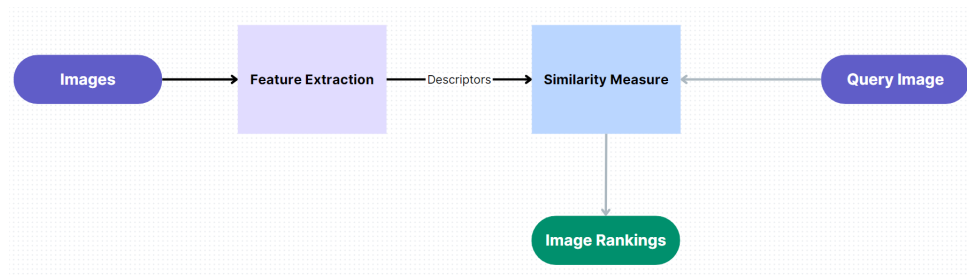 Images
Feature Extraction
Descriptors
Similarity Measure
Query Image
Image Rankings